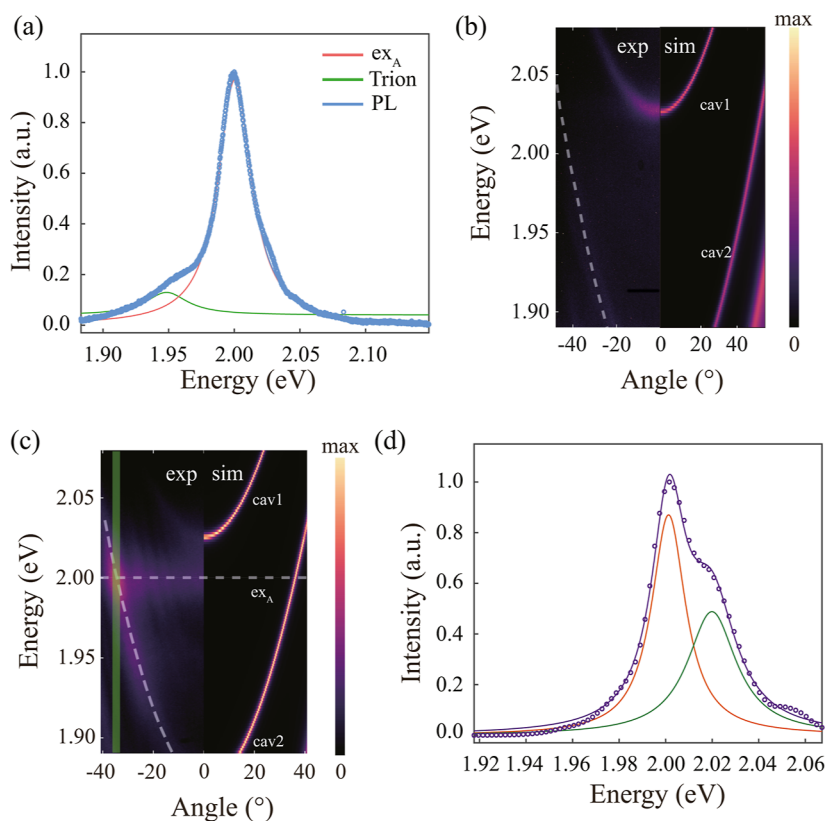 (a)
ex_A
Trion
PL
Intensity (a.u.)
1.0
0.8
0.6
0.4
0.2
0.0
1.90 1.95 2.00 2.05 2.10
Energy (eV)
(b)
max
exp sim
cav1
cav2
Energy (eV)
2.05
2.00
1.95
1.90
-40 -20 0 20 40
0
Angle (°)
(c)
max
exp sim
cav1
ex_A
cav2
Energy (eV)
2.05
2.00
1.95
1.90
-40 -20 0 20 40
0
Angle (°)
(d)
Intensity (a.u.)
1.0
0.8
0.6
0.4
0.2
0.0
1.92 1.94 1.96 1.98 2.00 2.02 2.04 2.06
Energy (eV)